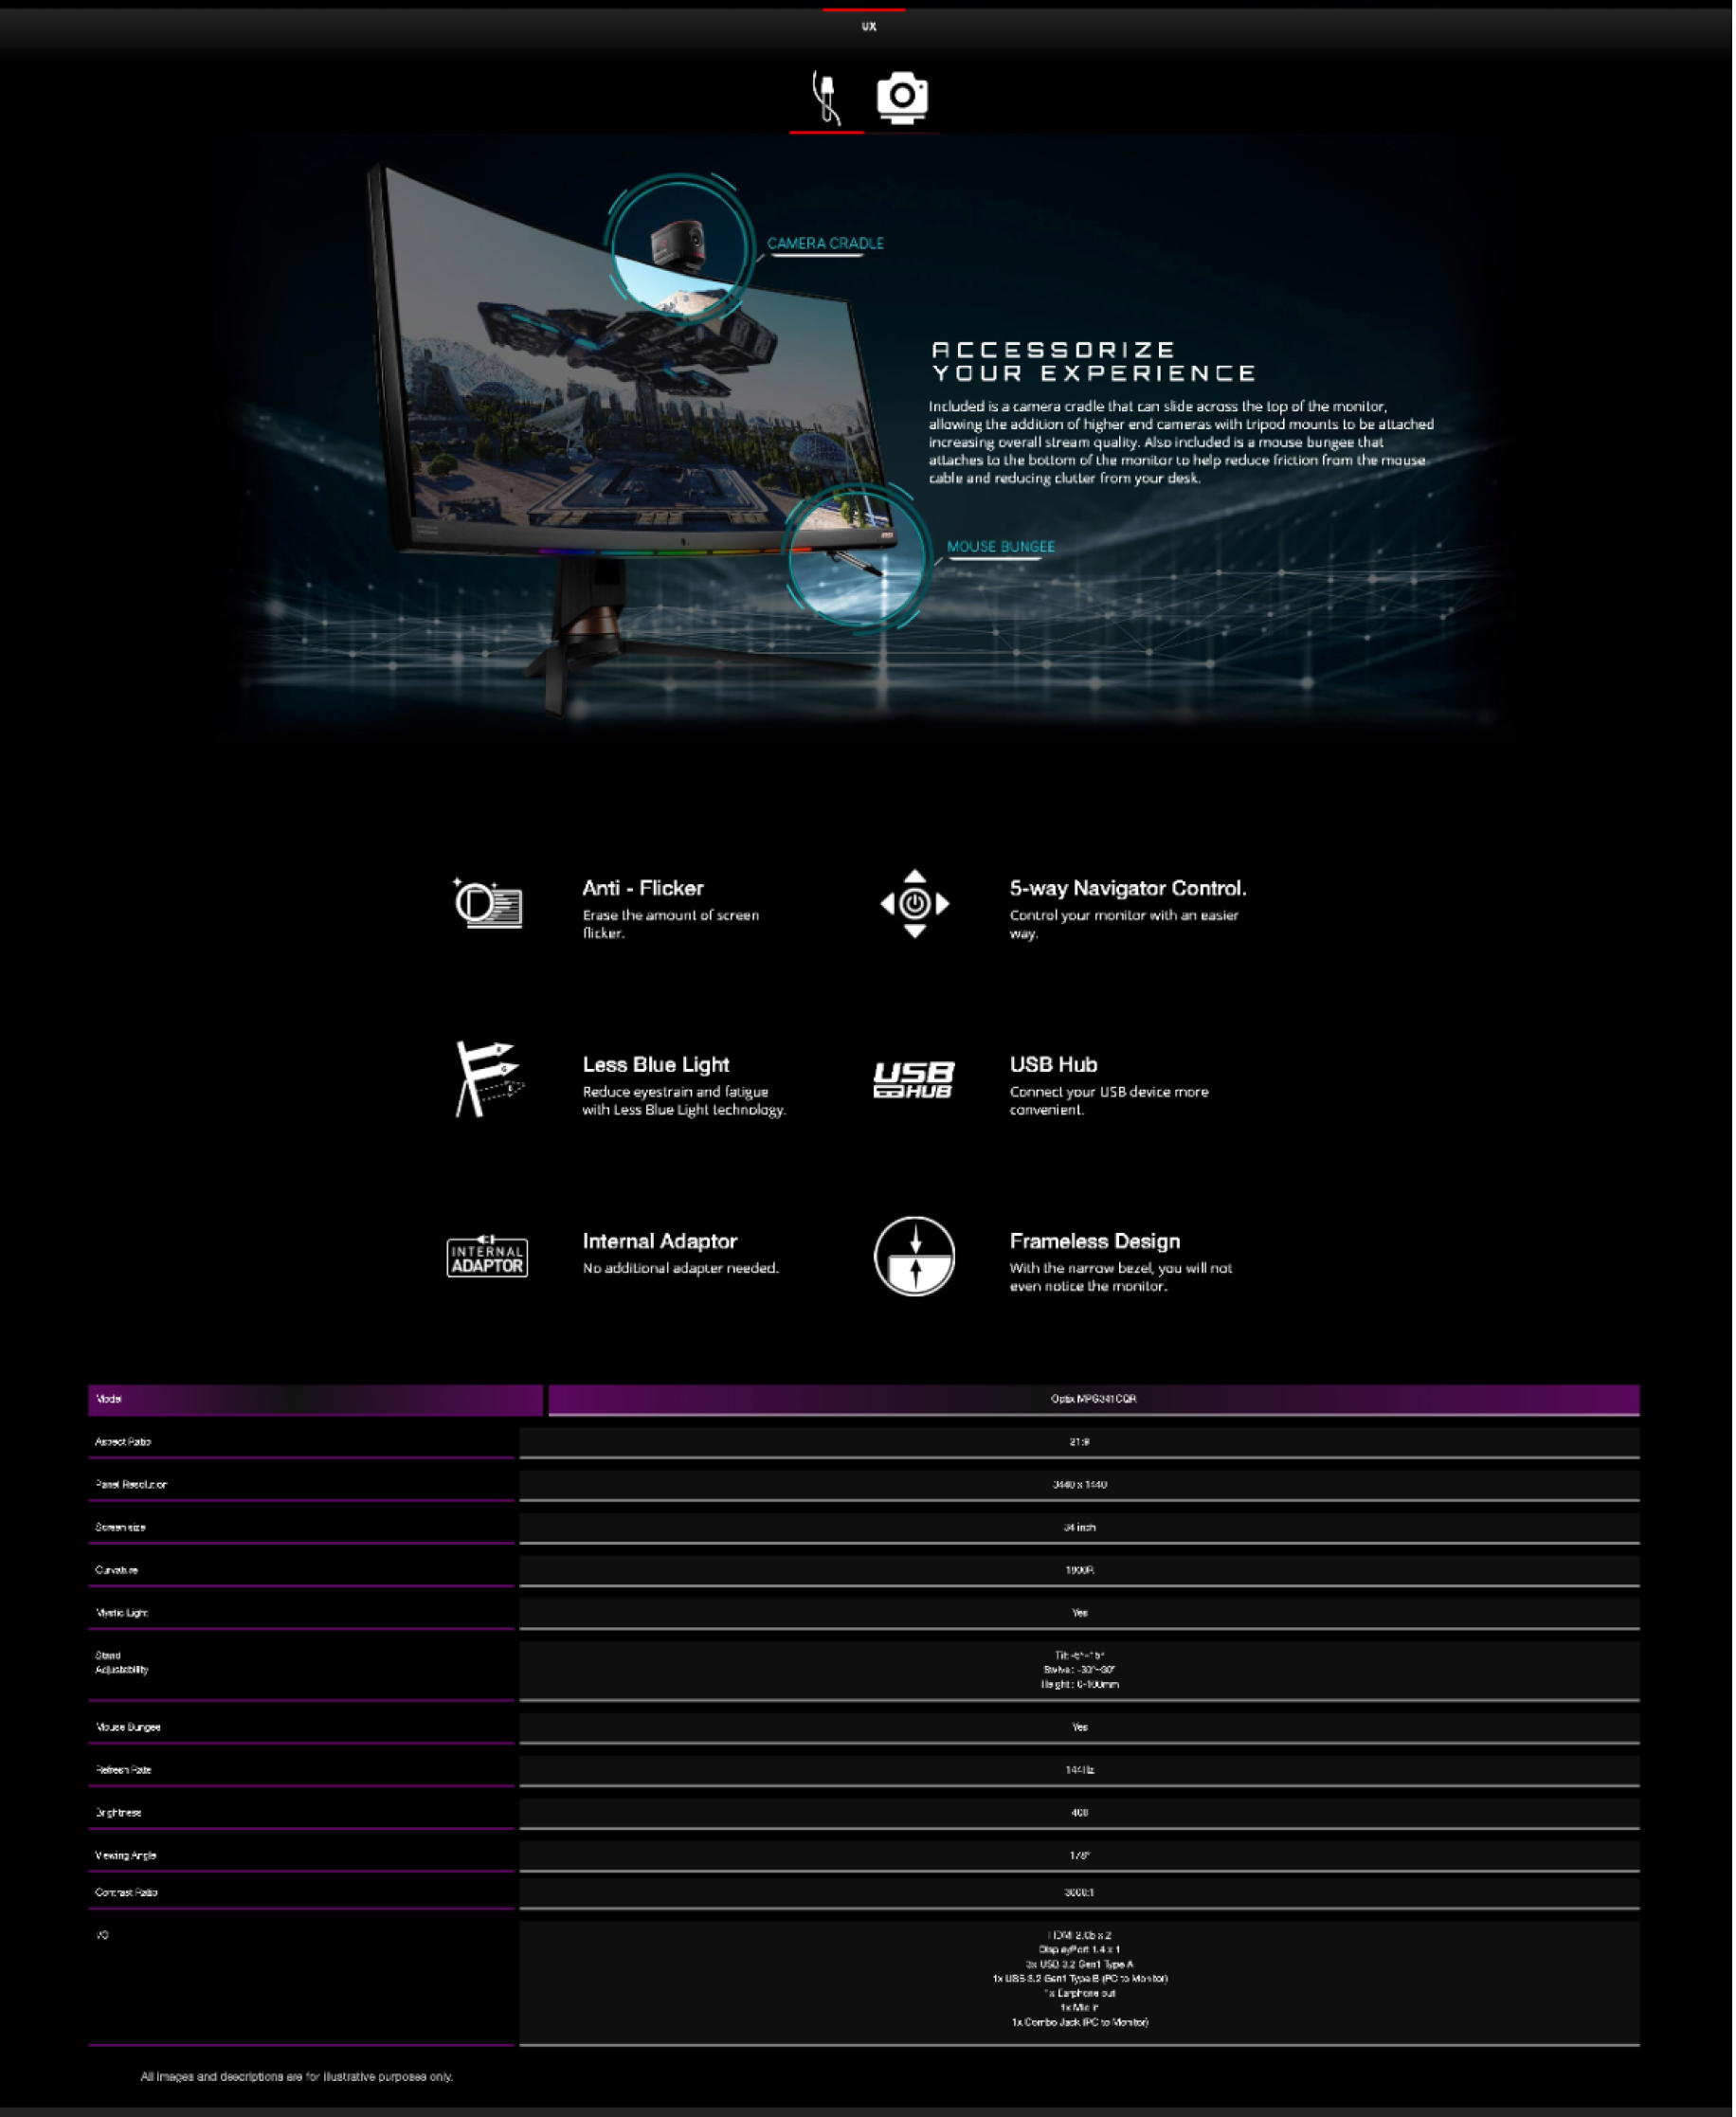 UX
CAMERA CRADLE
ACCESSORIZE
YOUR EXPERIENCE
Included is a camera cradle that can slide across the top of the monitor,
allowing the addition of higher end cameras with tripod mounts to be attached
increasing overall stream quality. Also included is a mouse bungee that
attaches to the bottom of the monitor to help reduce friction from the mouse
cable and reducing clutter from your desk.
MOUSE BUNGEE
Anti - Flicker
Erase the amount of screen
flicker.
5-way Navigator Control.
Control your monitor with an easier
way.
Less Blue Light
Reduce eyestrain and fatigue
with Less Blue Light technology.
USB
HUB
USB Hub
Connect your USB device more
convenient.
INTERNAL
ADAPTOR
Internal Adaptor
No additional adapter needed.
Frameless Design
With the narrow bezel, you will not
even notice the monitor.
Model
Optix MPG341CQR
Aspect Ratio
21:9
Panel Resolution
3440 x 1440
Screen size
34 inch
Curvature
Mystic Light
Yes
Stand
Adjustability
Height : 0-100mm
Mouse Bungee
Yes
Refresh Rate
144Hz
Brightness
400
Viewing Angle
178°
Contrast Ratio
3000:1
I/O
HDMI 2.0b x 2
DisplayPort 1.4 x 1
3x USB 3.2 Gen1 Type A
1x USB 3.2 Gen1 Type B (PC to Monitor)
1x Earphone out
1x Mic in
1x Combo Jack (PC to Monitor)
All images and descriptions are for illustrative purposes only.